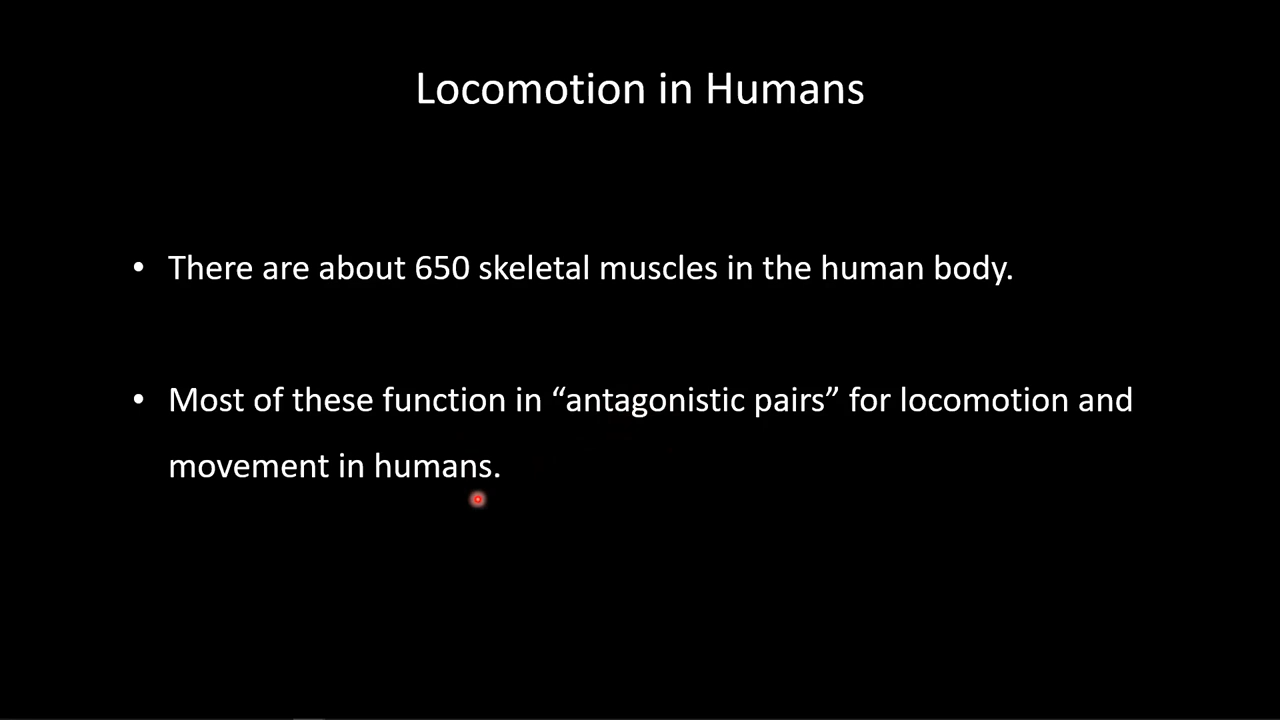 Locomotion in Humans
• There are about 650 skeletal muscles in the human body.
• Most of these function in “antagonistic pairs” for locomotion and
movement in humans.